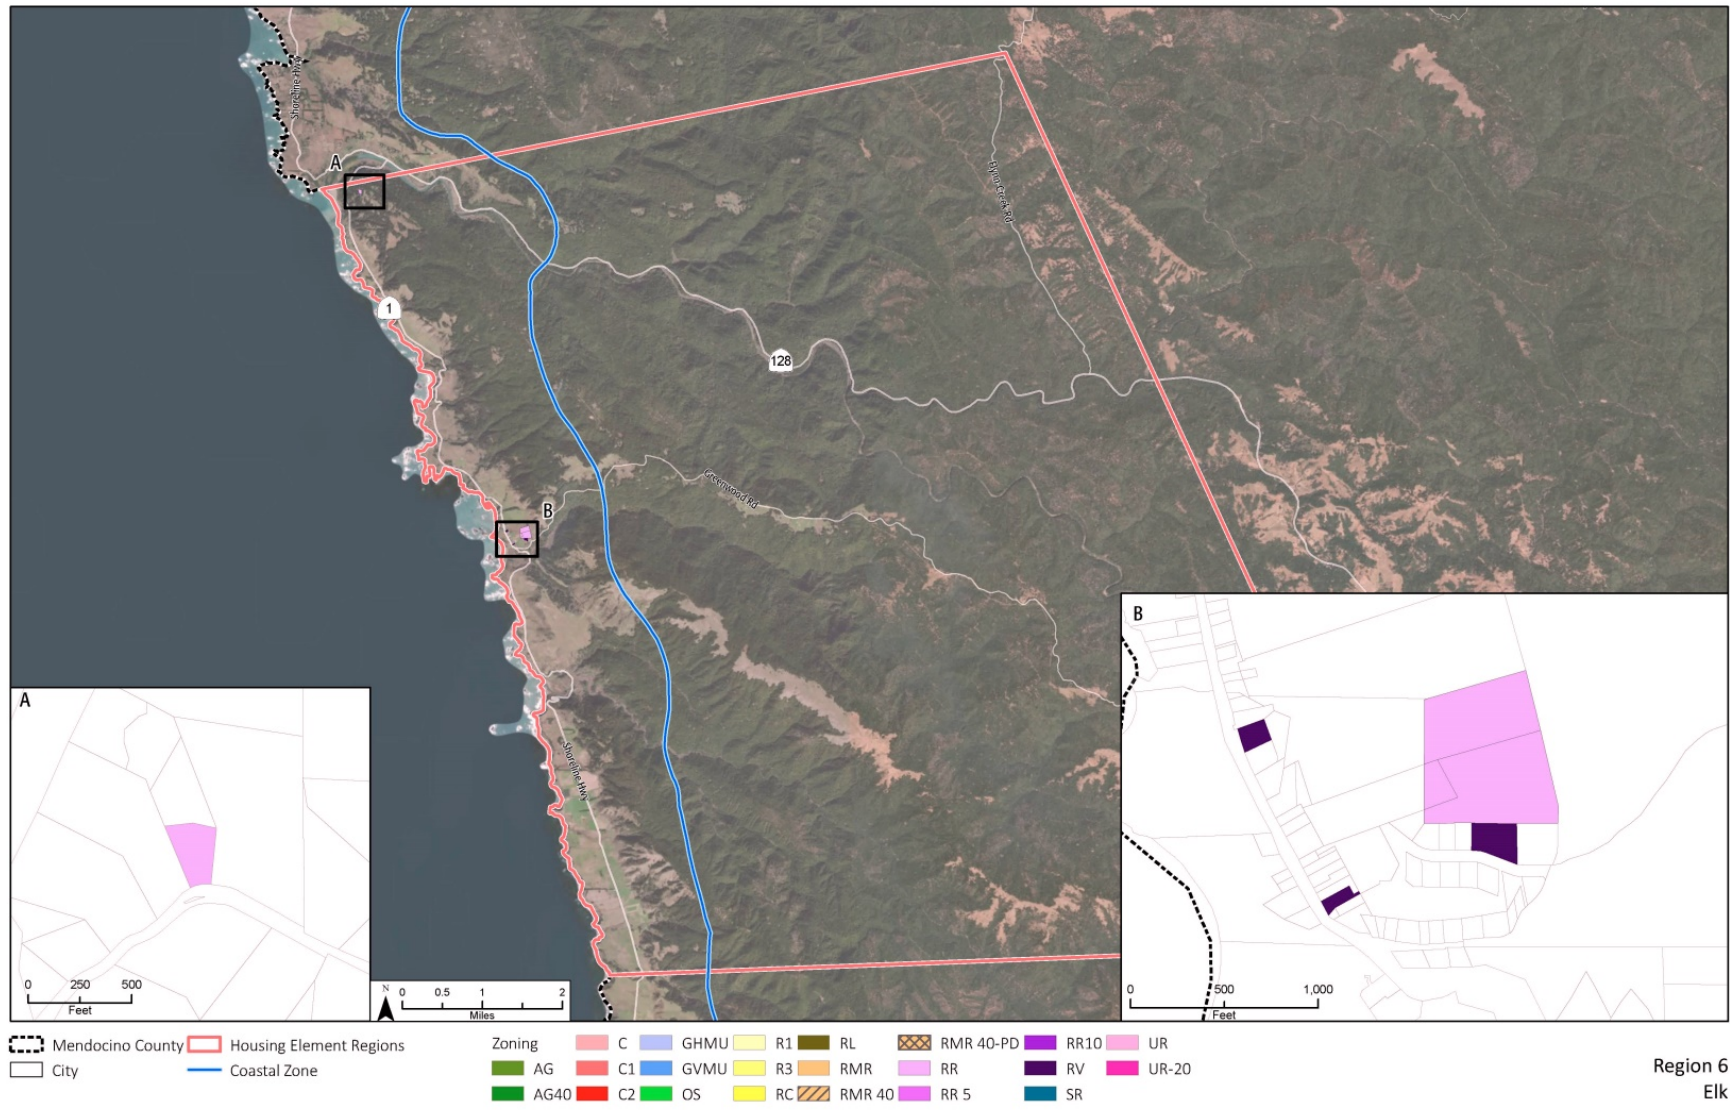 Shoreline Hwy
A
Flynn Creek Rd
1
128
Greenwood Rd
B
Shoreline Hwy
A
0 250 500
Feet
N
0 0.5 1 2
Miles
B
0 500 1,000
Feet
Mendocino County
Housing Element Regions
City
Coastal Zone
Zoning
AG
AG40
C
C1
C2
GHMU
GVMU
OS
R1
R3
RC
RL
RMR
RMR 40
RMR 40-PD
RR
RR 5
RR10
RV
SR
UR
UR-20
Region 6
Elk